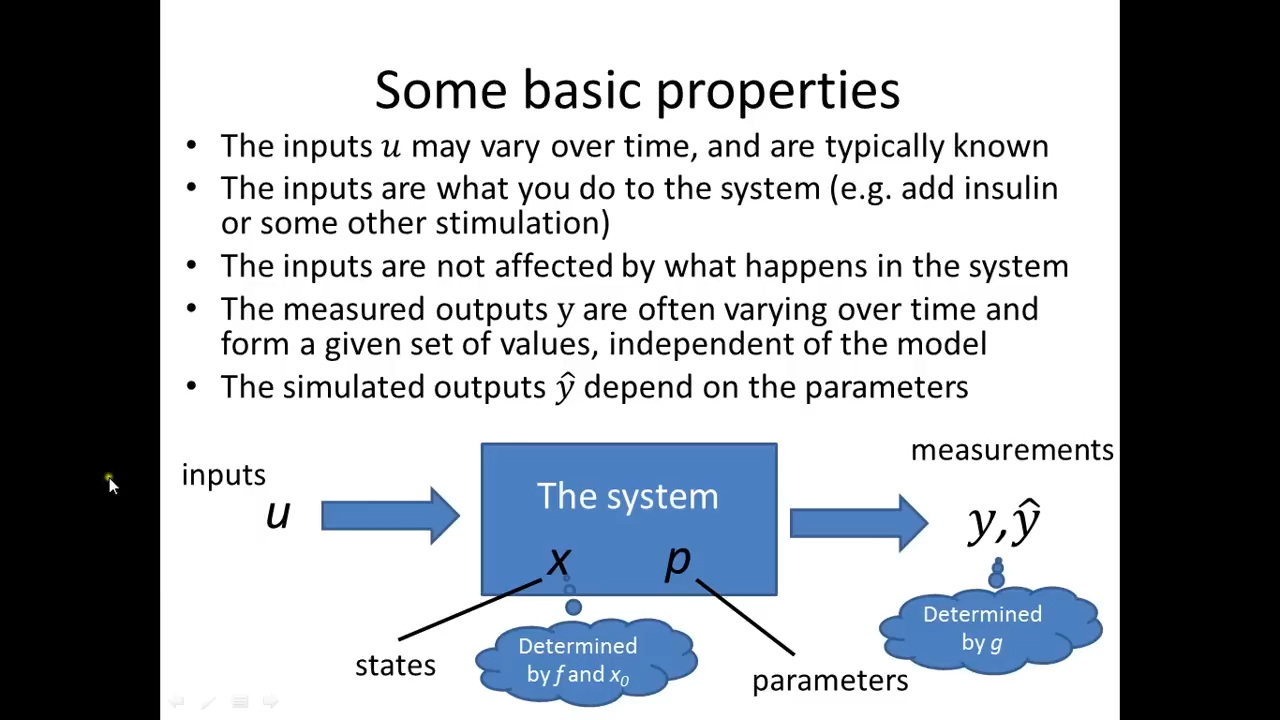 Some basic properties
• The inputs u may vary over time, and are typically known
• The inputs are what you do to the system (e.g. add insulin
or some other stimulation)
• The inputs are not affected by what happens in the system
• The measured outputs y are often varying over time and
form a given set of values, independent of the model
• The simulated outputs ŷ depend on the parameters
inputs
u
The system
x p
measurements
y,ŷ
states
Determined
by f and x₀
parameters
Determined
by g